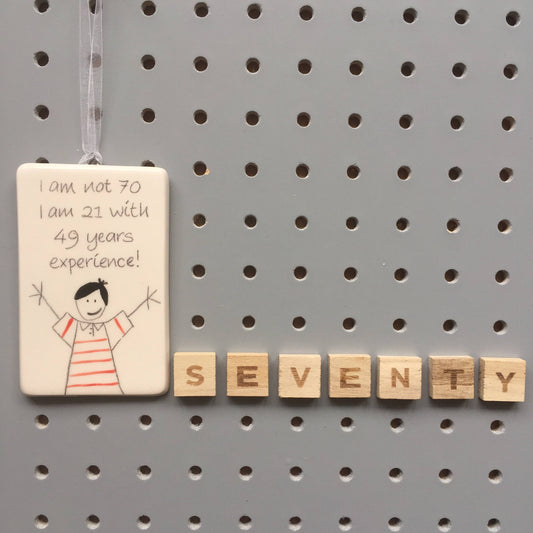 I am not 70
I am 21 with
49 years
experience!
SEVENTY